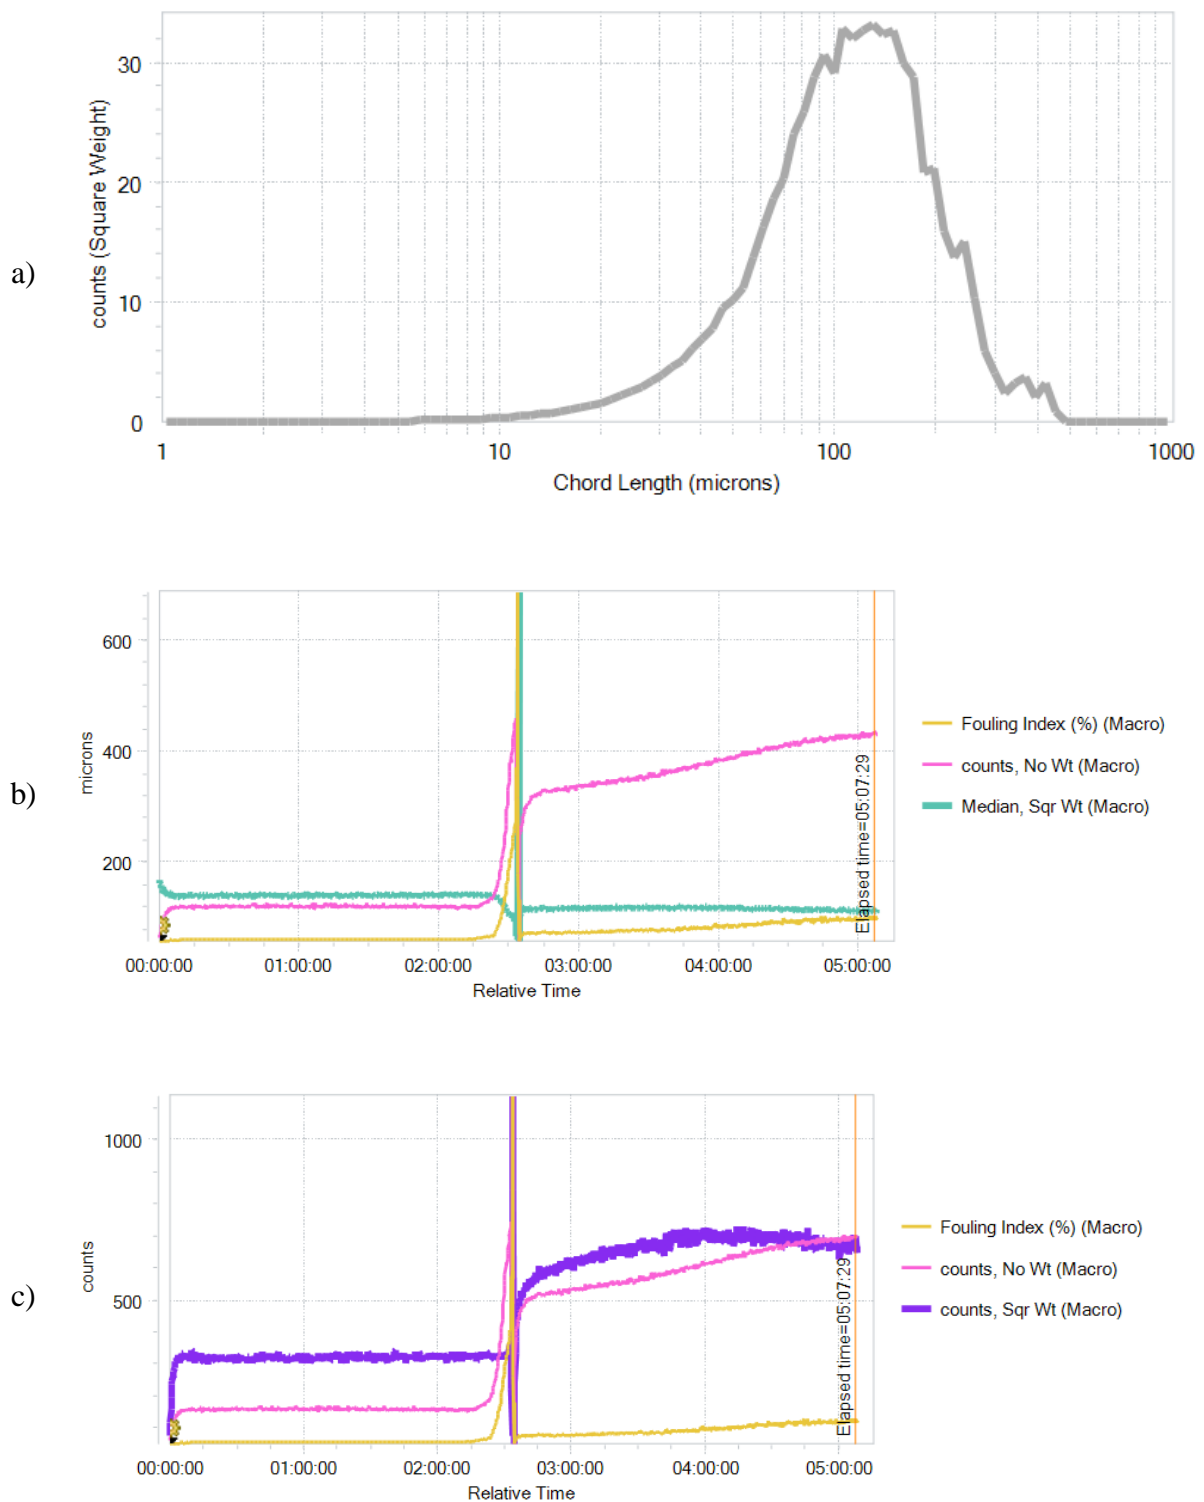 a)
counts (Square Weight)
30
20
10
0
1
10
100
1000
Chord Length (microns)
b)
microns
600
400
200
00:00:00
01:00:00
02:00:00
03:00:00
04:00:00
05:00:00
Relative Time
Elapsed time=05:07:29
Fouling Index (%) (Macro)
counts, No Wt (Macro)
Median, Sqr Wt (Macro)
c)
counts
1000
500
00:00:00
01:00:00
02:00:00
03:00:00
04:00:00
05:00:00
Relative Time
Elapsed time=05:07:29
Fouling Index (%) (Macro)
counts, No Wt (Macro)
counts, Sqr Wt (Macro)